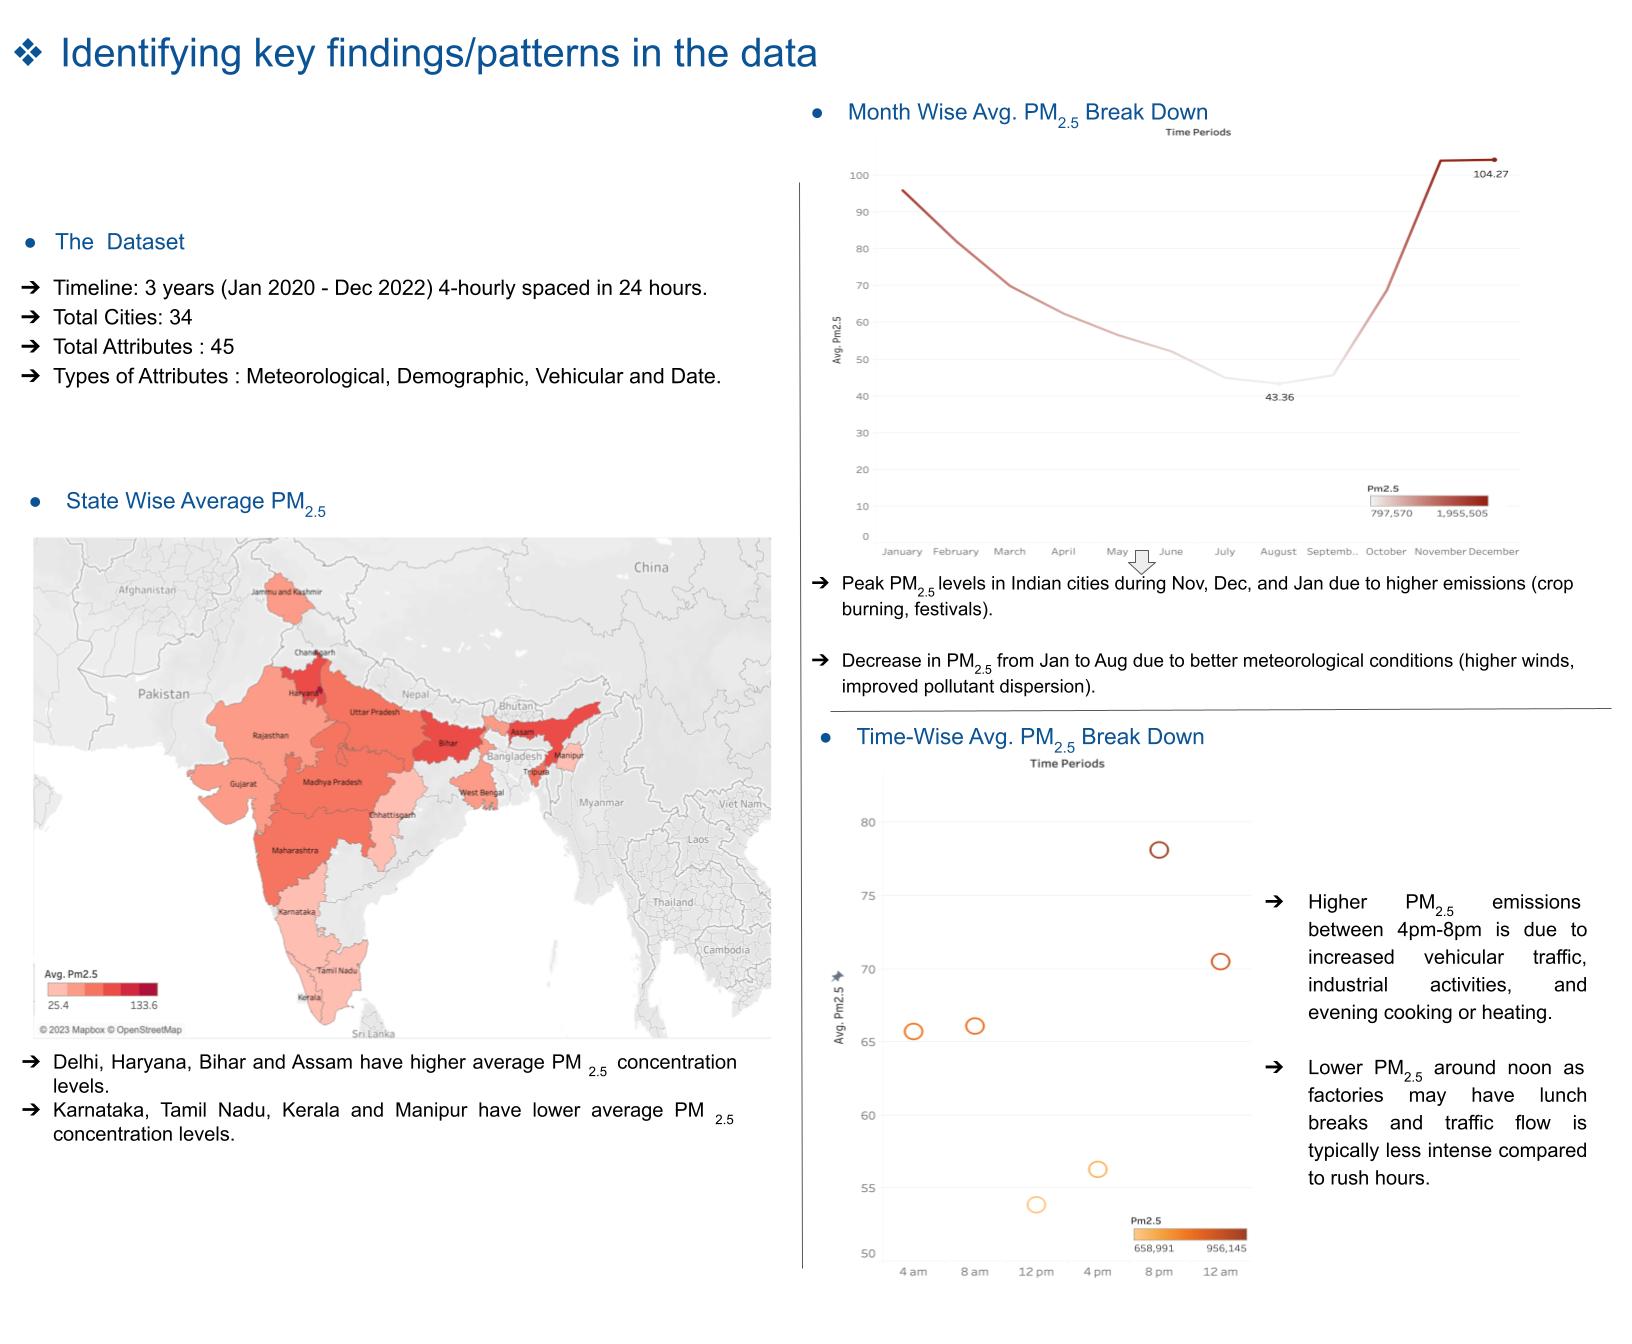 ❖ Identifying key findings/patterns in the data
● The Dataset
➔ Timeline: 3 years (Jan 2020 - Dec 2022) 4-hourly spaced in 24 hours.
➔ Total Cities: 34
➔ Total Attributes : 45
➔ Types of Attributes : Meteorological, Demographic, Vehicular and Date.
● State Wise Average PM2.5
China
Afghanistan
Jammu and Kashmir
Chandigarh
Pakistan
Haryana
Nepal
Uttar Pradesh
Bhutan
Rajasthan
Bihar
Assam
Bangladesh
Manipur
Tripura
Gujarat
Madhya Pradesh
West Bengal
Myanmar
Viet Nam
Chhattisgarh
Laos
Maharashtra
Thailand
Karnataka
Cambodia
Tamil Nadu
Kerala
Sri Lanka
Avg. Pm2.5
25.4 133.6
© 2023 Mapbox © OpenStreetMap
➔ Delhi, Haryana, Bihar and Assam have higher average PM 2.5 concentration
levels.
➔ Karnataka, Tamil Nadu, Kerala and Manipur have lower average PM 2.5
concentration levels.
● Month Wise Avg. PM2.5 Break Down
Time Periods
Avg. Pm2.5
100
90
80
70
60
50
40
30
20
10
0
104.27
43.36
Pm2.5
797,570 1,955,505
January February March April May June July August Septemb.. October November December
➔ Peak PM2.5 levels in Indian cities during Nov, Dec, and Jan due to higher emissions (crop
burning, festivals).
➔ Decrease in PM2.5 from Jan to Aug due to better meteorological conditions (higher winds,
improved pollutant dispersion).
● Time-Wise Avg. PM2.5 Break Down
Time Periods
Avg. Pm2.5
80
75
70
65
60
55
50
Pm2.5
658,991 956,145
4 am 8 am 12 pm 4 pm 8 pm 12 am
➔ Higher PM2.5 emissions
between 4pm-8pm is due to
increased vehicular traffic,
industrial activities, and
evening cooking or heating.
➔ Lower PM2.5 around noon as
factories may have lunch
breaks and traffic flow is
typically less intense compared
to rush hours.